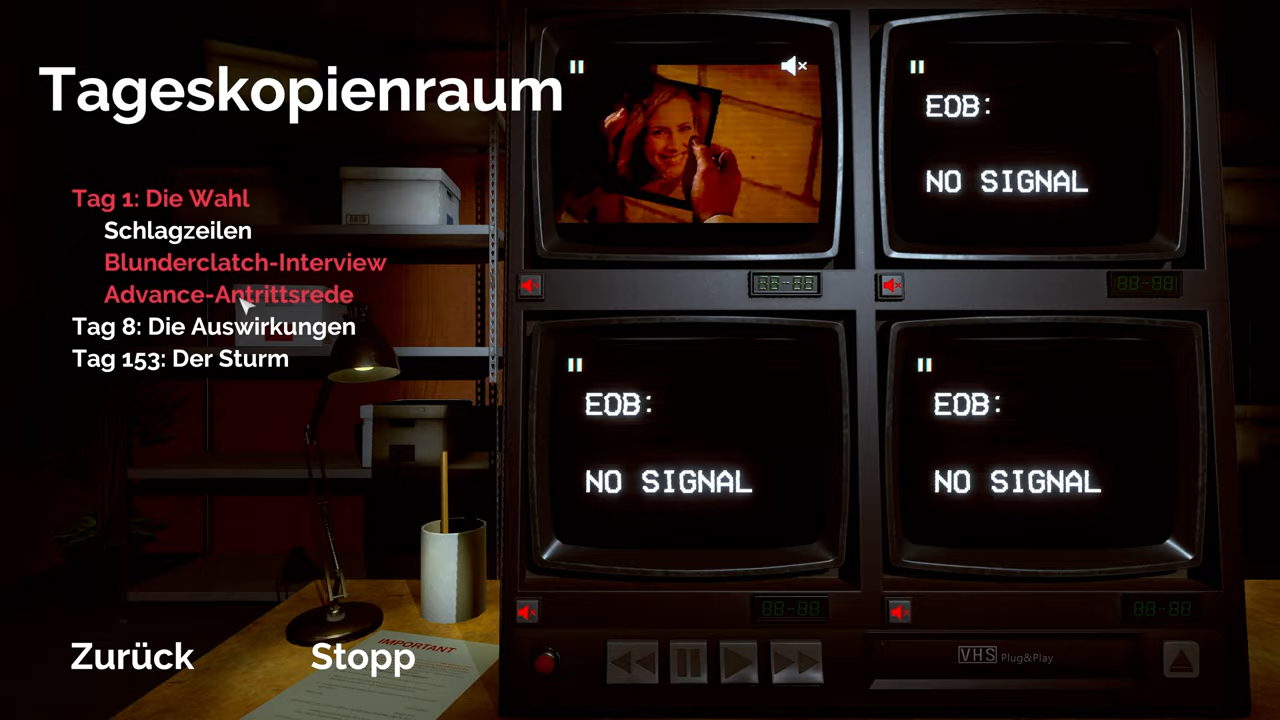 Tageskopienraum
Tag 1: Die Wahl
Schlagzeilen
Blunderclatch-Interview
Advance-Antrittsrede
Tag 8: Die Auswirkungen
Tag 153: Der Sturm
Zurück
Stopp
EOB:
NO SIGNAL
EOB:
NO SIGNAL
EOB:
NO SIGNAL
IMPORTANT
VHS Plug&Play